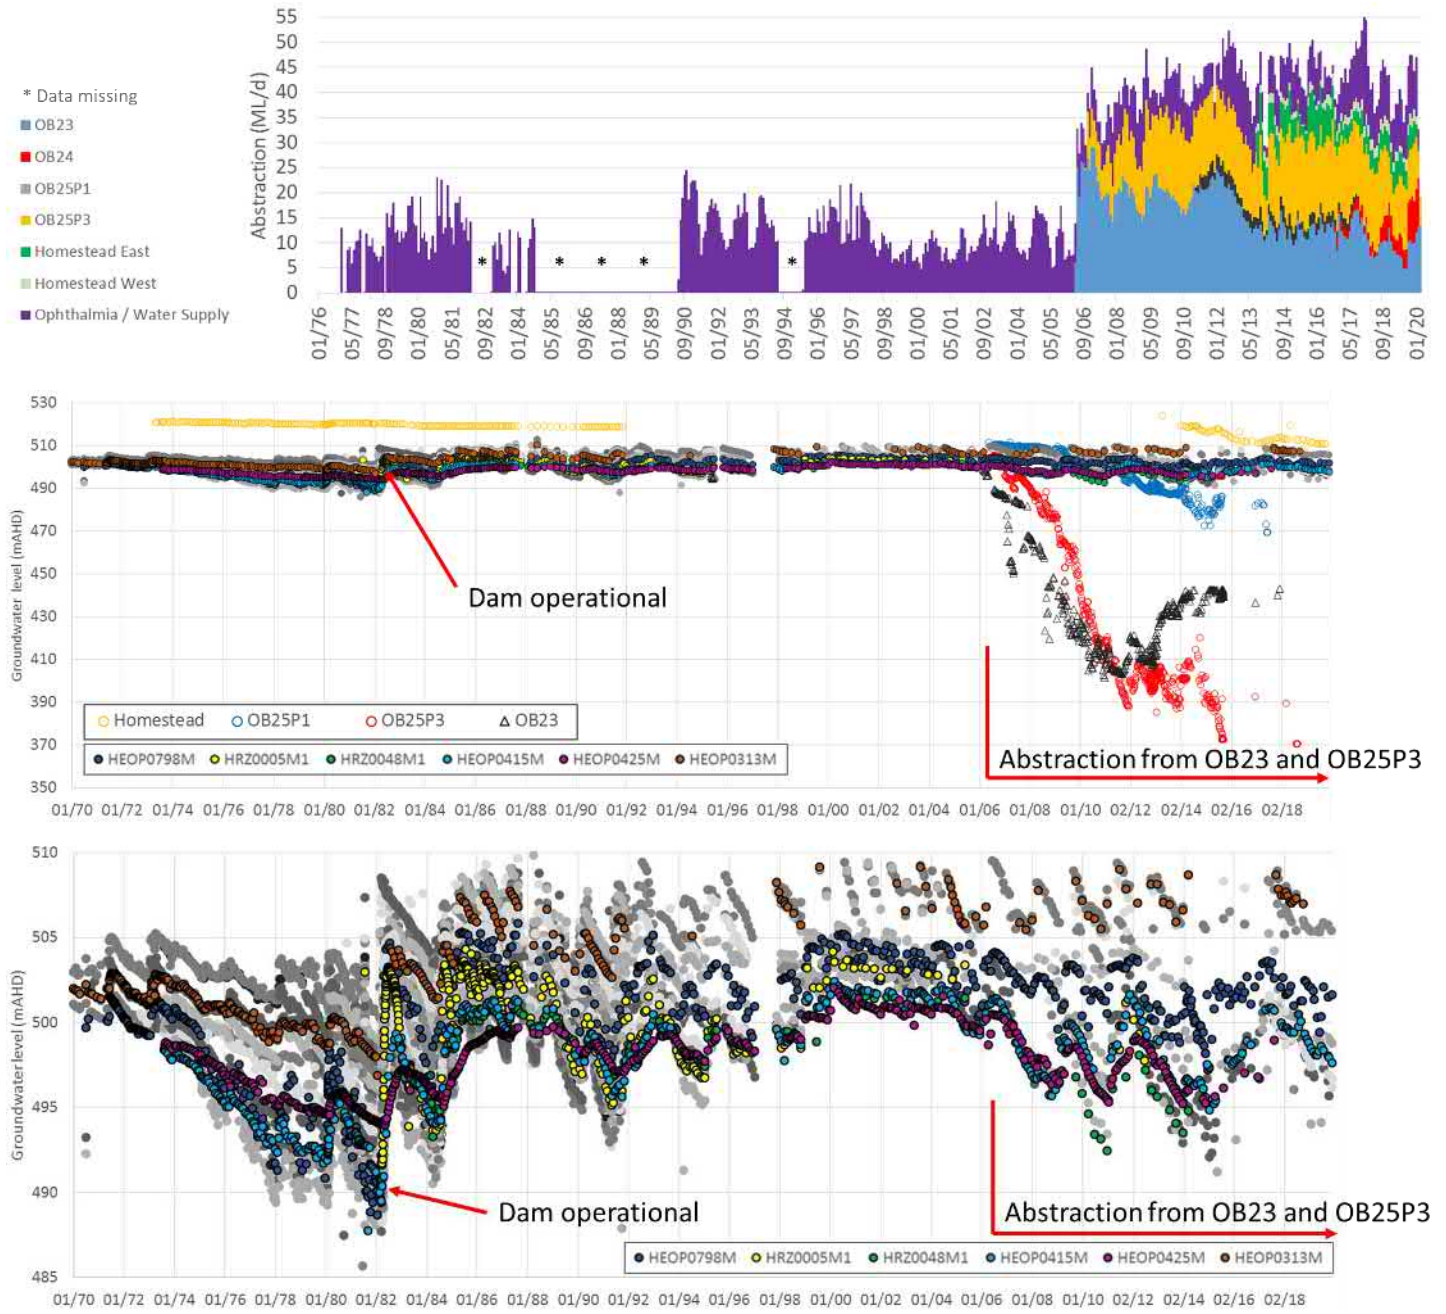 55
50
45
40
35
30
25
20
15
10
5
0
Abstraction (ML/d)
* Data missing
OB23
OB24
OB25P1
OB25P3
Homestead East
Homestead West
Ophthalmia / Water Supply
* * * * *
01/76 05/77 09/78 01/80 05/81 09/82 01/84 05/85 09/86 01/88 05/89 09/90 01/92 05/93 09/94 01/96 05/97 09/98 01/00 05/01 09/02 01/04 05/05 09/06 01/08 05/09 09/10 01/12 05/13 09/14 01/16 05/17 09/18 01/20
530
510
490
470
450
430
410
390
370
350
Groundwater level (mAHD)
Dam operational
Homestead OB25P1 OB25P3 OB23
HEOP0798M HRZ0005M1 HRZ0048M1 HEOP0415M HEOP0425M HEOP0313M
Abstraction from OB23 and OB25P3
01/70 01/72 01/74 01/76 01/78 01/80 01/82 01/84 01/86 01/88 01/90 01/92 01/94 01/96 01/98 01/00 01/02 01/04 01/06 01/08 01/10 02/12 02/14 02/16 02/18
510
505
500
495
490
485
Groundwater level (mAHD)
Dam operational
Abstraction from OB23 and OB25P3
HEOP0798M HRZ0005M1 HRZ0048M1 HEOP0415M HEOP0425M HEOP0313M
01/70 01/72 01/74 01/76 01/78 01/80 01/82 01/84 01/86 01/88 01/90 01/92 01/94 01/96 01/98 01/00 01/02 01/04 01/06 01/08 01/10 02/12 02/14 02/16 02/18